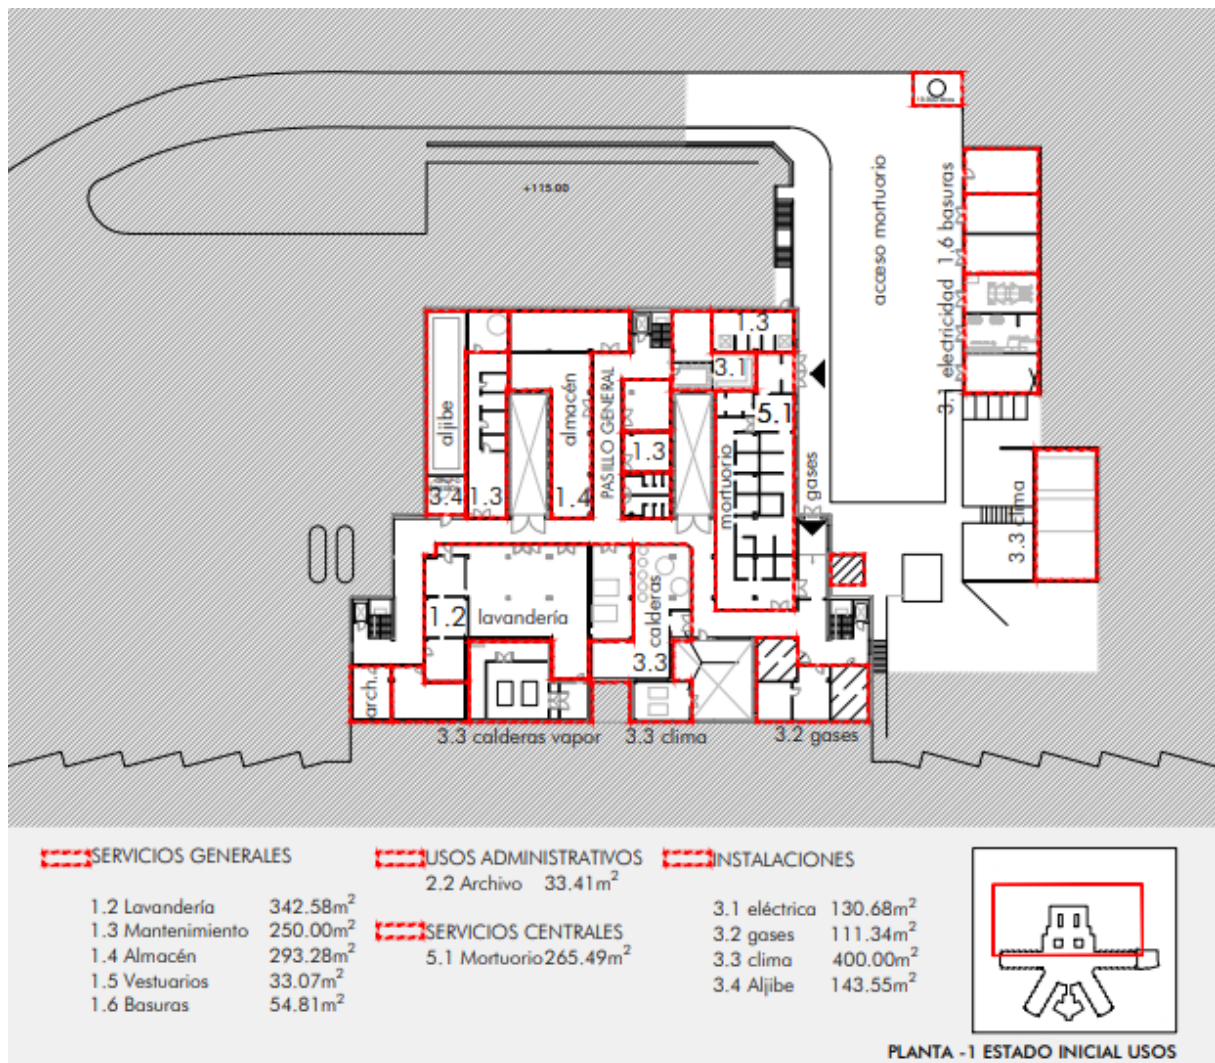 +115.00
acceso mortuorio
1.6 basuras
3.1 electricidad
1.3
3.1
aljibe
almacén
PASILLO GENERAL
5.1
1.3
mortuorio
gases
3.4
1.3
1.4
3.3 clima
1.2
lavandería
calderas
3.3
arch.
3.3 calderas vapor
3.3 clima
3.2 gases
SERVICIOS GENERALES
1.2 Lavandería 342.58m²
1.3 Mantenimiento 250.00m²
1.4 Almacén 293.28m²
1.5 Vestuarios 33.07m²
1.6 Basuras 54.81m²
USOS ADMINISTRATIVOS
2.2 Archivo 33.41m²
SERVICIOS CENTRALES
5.1 Mortuorio 265.49m²
INSTALACIONES
3.1 eléctrica 130.68m²
3.2 gases 111.34m²
3.3 clima 400.00m²
3.4 Aljibe 143.55m²
PLANTA -1 ESTADO INICIAL USOS